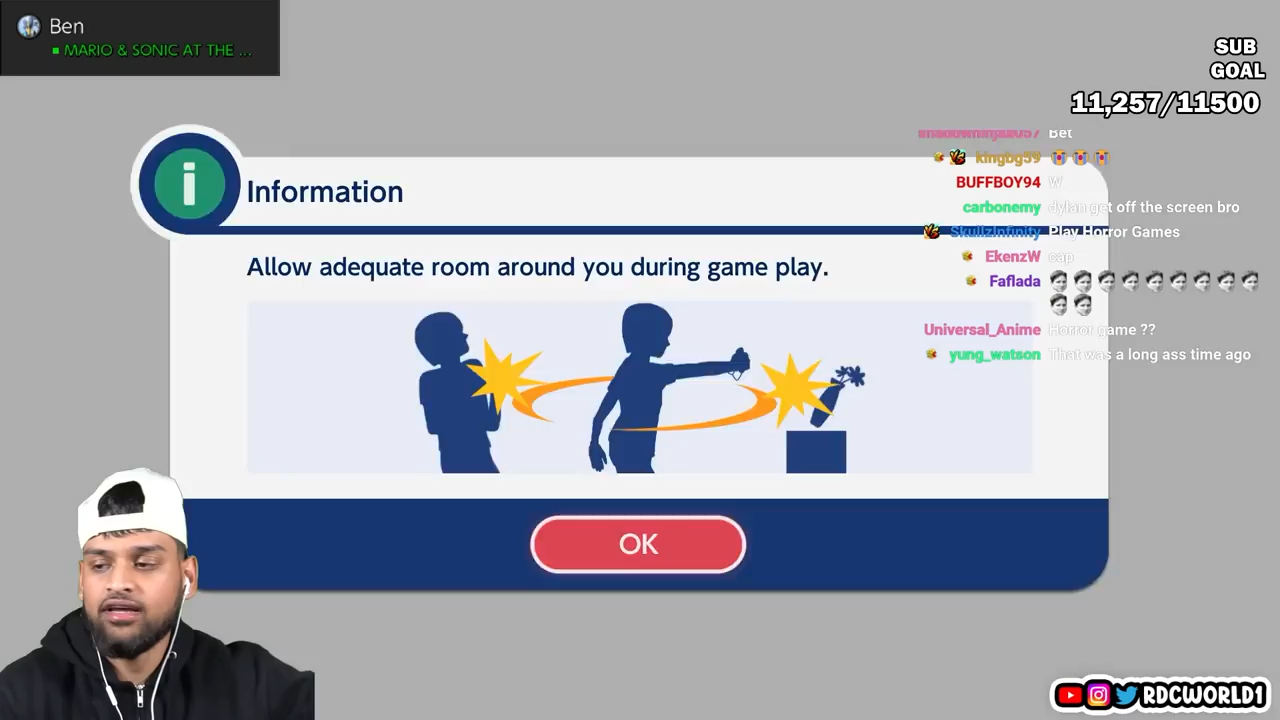 Ben
MARIO & SONIC AT THE ...
SUB
GOAL
11,257/11500
Bet
kingbg59
BUFFBOY94 W
carbonemy dylan get off the screen bro
SkullzInfinity Play Horror Games
EkenzW cap
Faflada
Universal_Anime Horror game ??
yung_watson That was a long ass time ago
i
Information
Allow adequate room around you during game play.
OK
RDCWORLD1